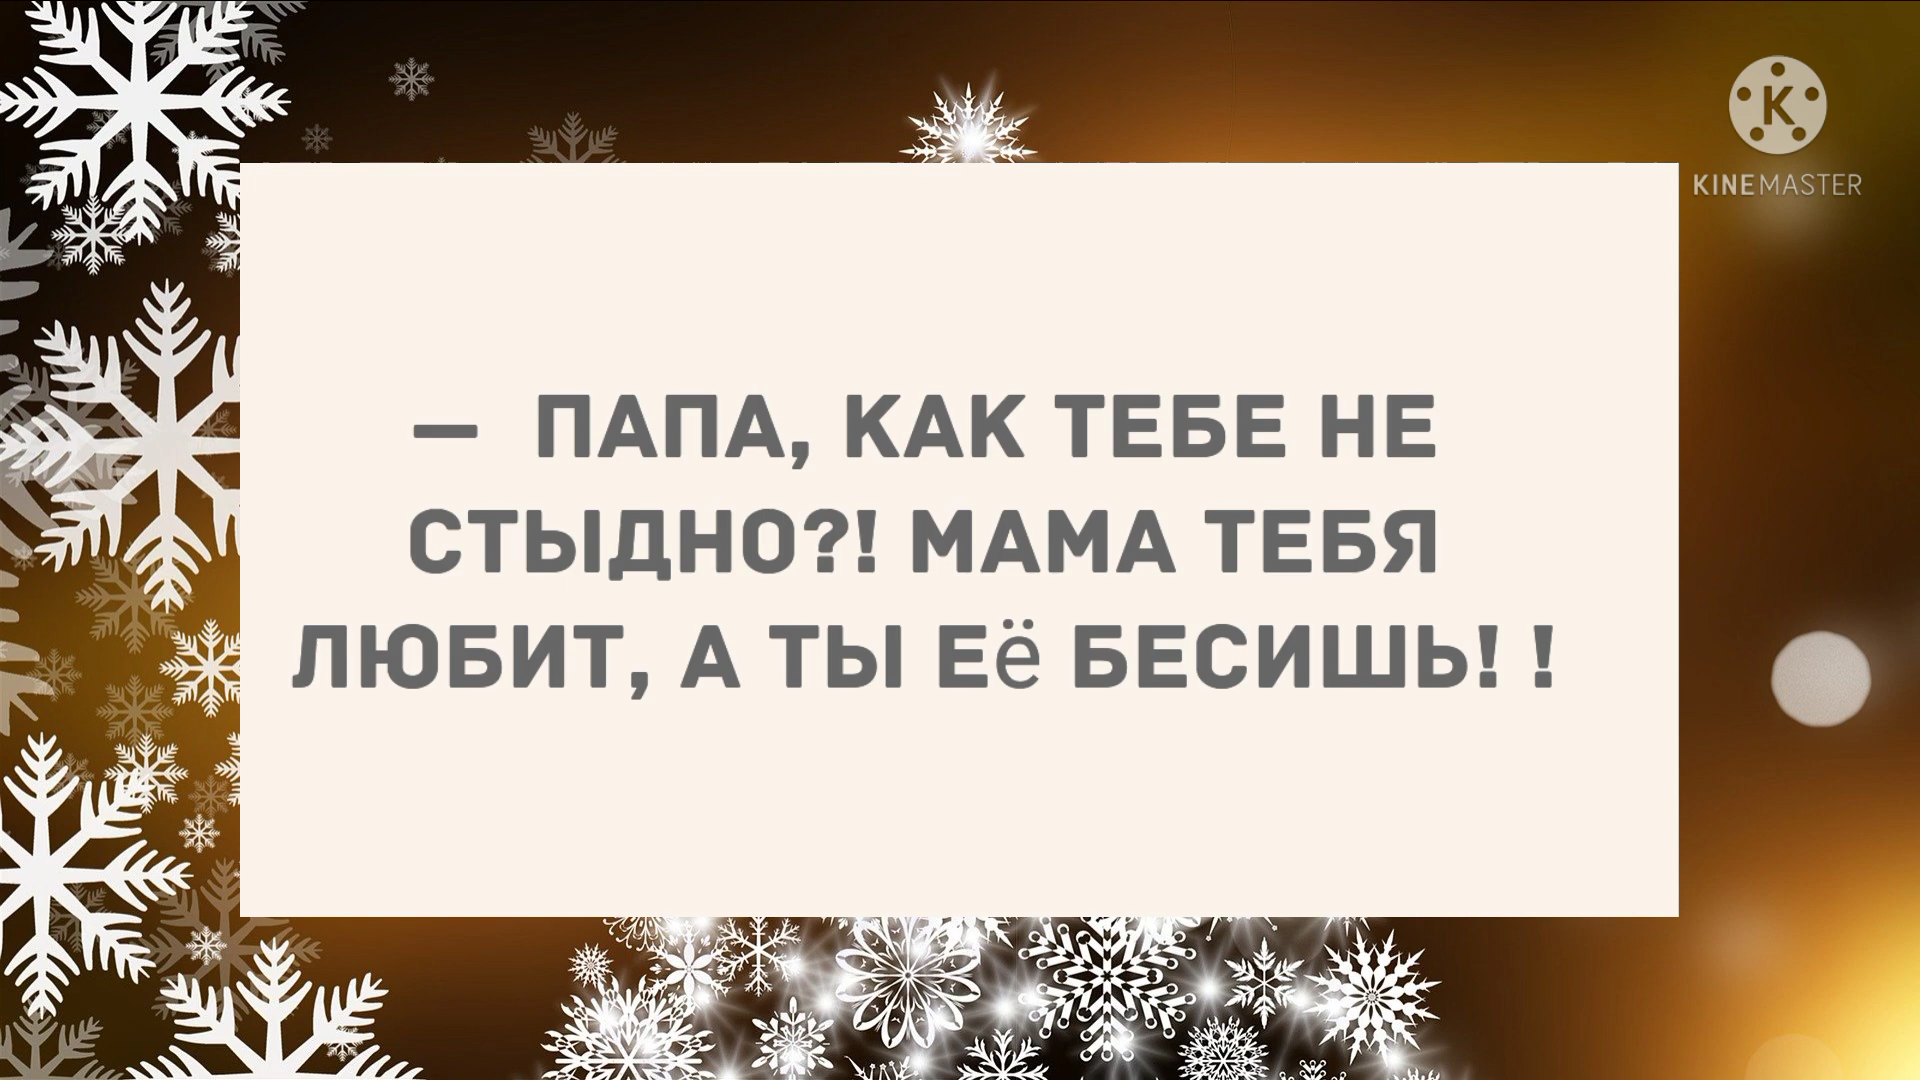 K
KINEMASTER
— ПАПА, КАК ТЕБЕ НЕ
СТЫДНО?! МАМА ТЕБЯ
ЛЮБИТ, А ТЫ ЕЁ БЕСИШЬ! !